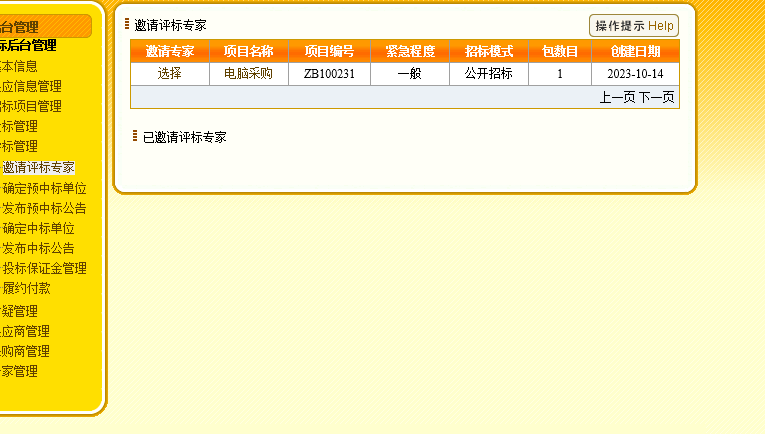 台管理
标后台管理
本信息
应信息管理
标项目管理
标管理
标管理
邀请评标专家
确定预中标单位
发布预中标公告
确定中标单位
发布中标公告
投标保证金管理
履约付款
疑管理
应商管理
购商管理
家管理
邀请评标专家
操作提示 Help
邀请专家 项目名称 项目编号 紧急程度 招标模式 包数目 创建日期
选择 电脑采购 ZB100231 一般 公开招标 1 2023-10-14
上一页 下一页
已邀请评标专家